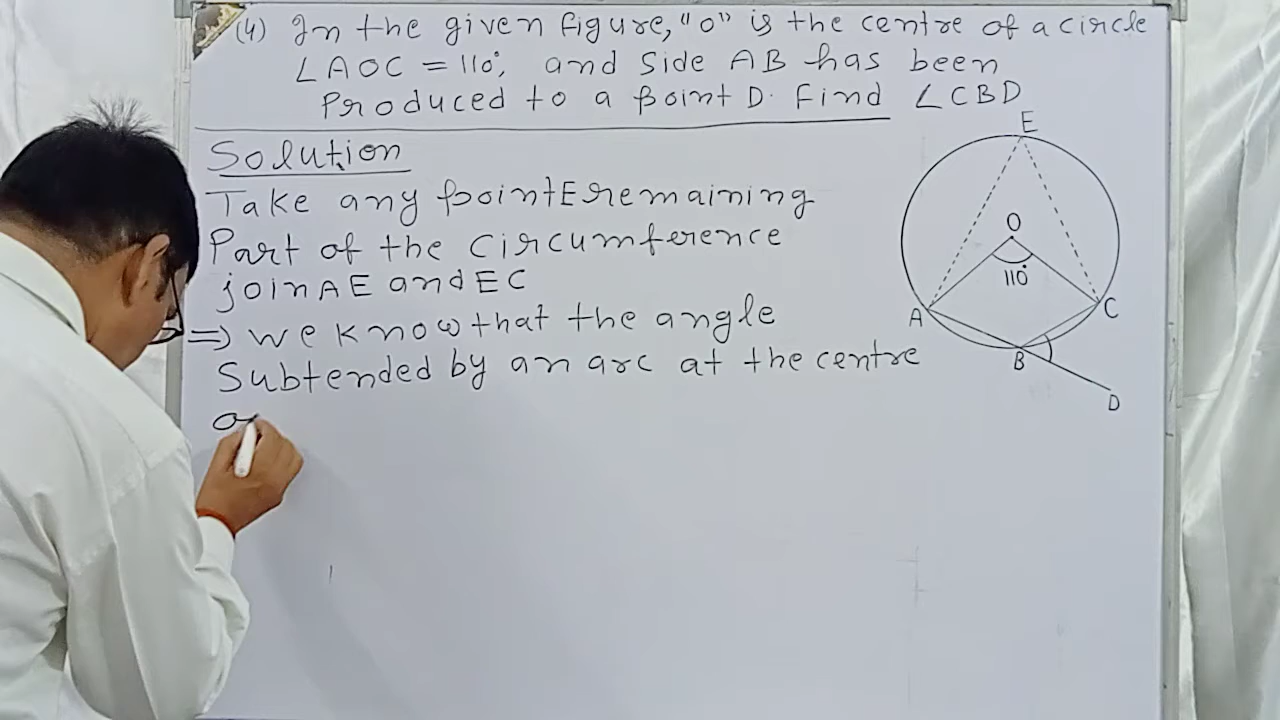 (4) In the given figure, "O" is the centre of a circle
∠AOC = 110°, and Side AB has been
Produced to a point D. Find ∠CBD
Solution
Take any point E remaining
Part of the circumference
join AE and EC
⇒ We know that the angle
Subtended by an arc at the centre
E
O
110°
A
C
B
D